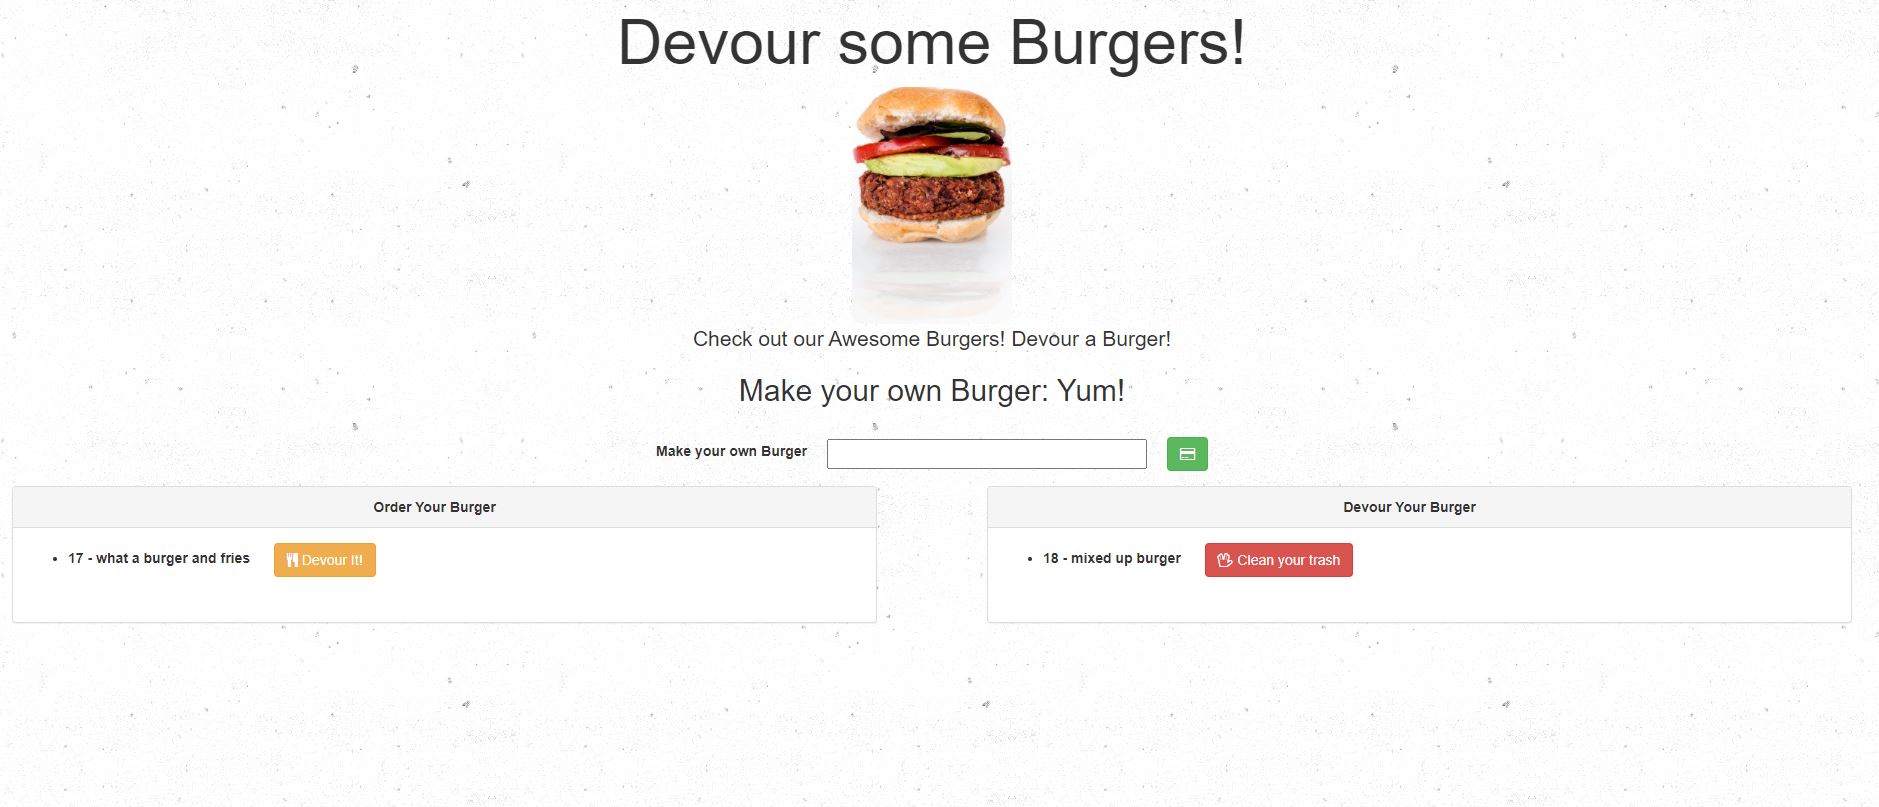 Devour some Burgers!
Check out our Awesome Burgers! Devour a Burger!
Make your own Burger: Yum!
Make your own Burger
Order Your Burger
17 - what a burger and fries
Devour it!
Devour Your Burger
18 - mixed up burger
Clean your trash